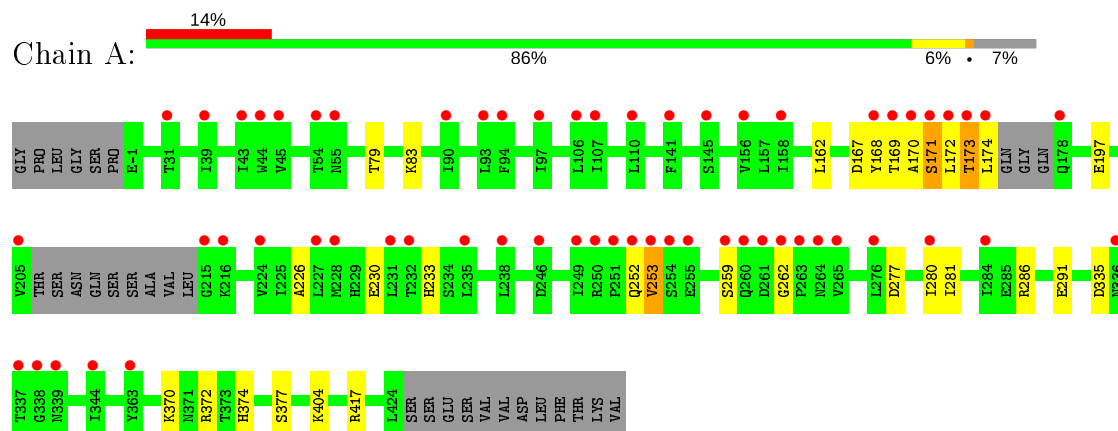 14%
Chain A:
86% 6% • 7%
GLY PRO LEU GLY SER PRO E-1 T31 I39 I43 W44 V45 T54 N55 T79 K83 I90 L93 F94 I97 L106 I107 L110 F141 S145 V156 L157 I158 L162 D167 Y168 T169 A170 S171 L172 T173 L174 GLN GLY GLN Q178 E197
V205 THR SER ASN GLN SER SER ALA VAL LEU G215 K216 V224 I225 A226 L227 M228 H229 E230 L231 T232 H233 S234 L235 L238 D246 I249 R250 P251 Q252 V253 S254 E255 S259 Q260 D261 G262 P263 N264 V265 L276 D277 I280 I281 I284 E285 R286 E291 D335 N336
T337 G338 N339 I344 Y363 K370 N371 R372 T373 H374 S377 K404 R417 L424 SER SER GLU SER VAL VAL ASP LEU PHE THR LYS VAL